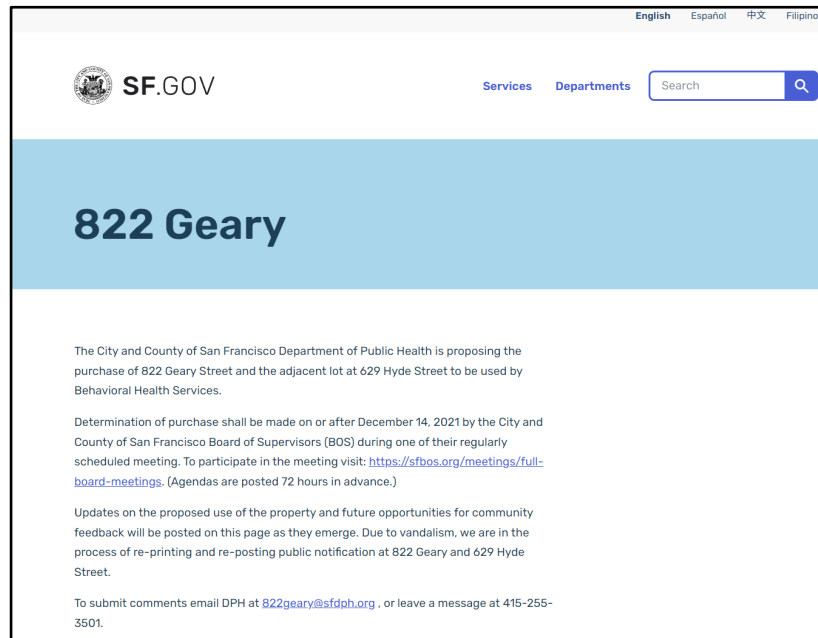 English Español 中文 Filipino
SF.GOV
Services Departments Search
822 Geary
The City and County of San Francisco Department of Public Health is proposing the
purchase of 822 Geary Street and the adjacent lot at 629 Hyde Street to be used by
Behavioral Health Services.
Determination of purchase shall be made on or after December 14, 2021 by the City and
County of San Francisco Board of Supervisors (BOS) during one of their regularly
scheduled meeting. To participate in the meeting visit: https://sfbos.org/meetings/full-
board-meetings. (Agendas are posted 72 hours in advance.)
Updates on the proposed use of the property and future opportunities for community
feedback will be posted on this page as they emerge. Due to vandalism, we are in the
process of re-printing and re-posting public notification at 822 Geary and 629 Hyde
Street.
To submit comments email DPH at 822geary@sfdph.org , or leave a message at 415-255-
3501.